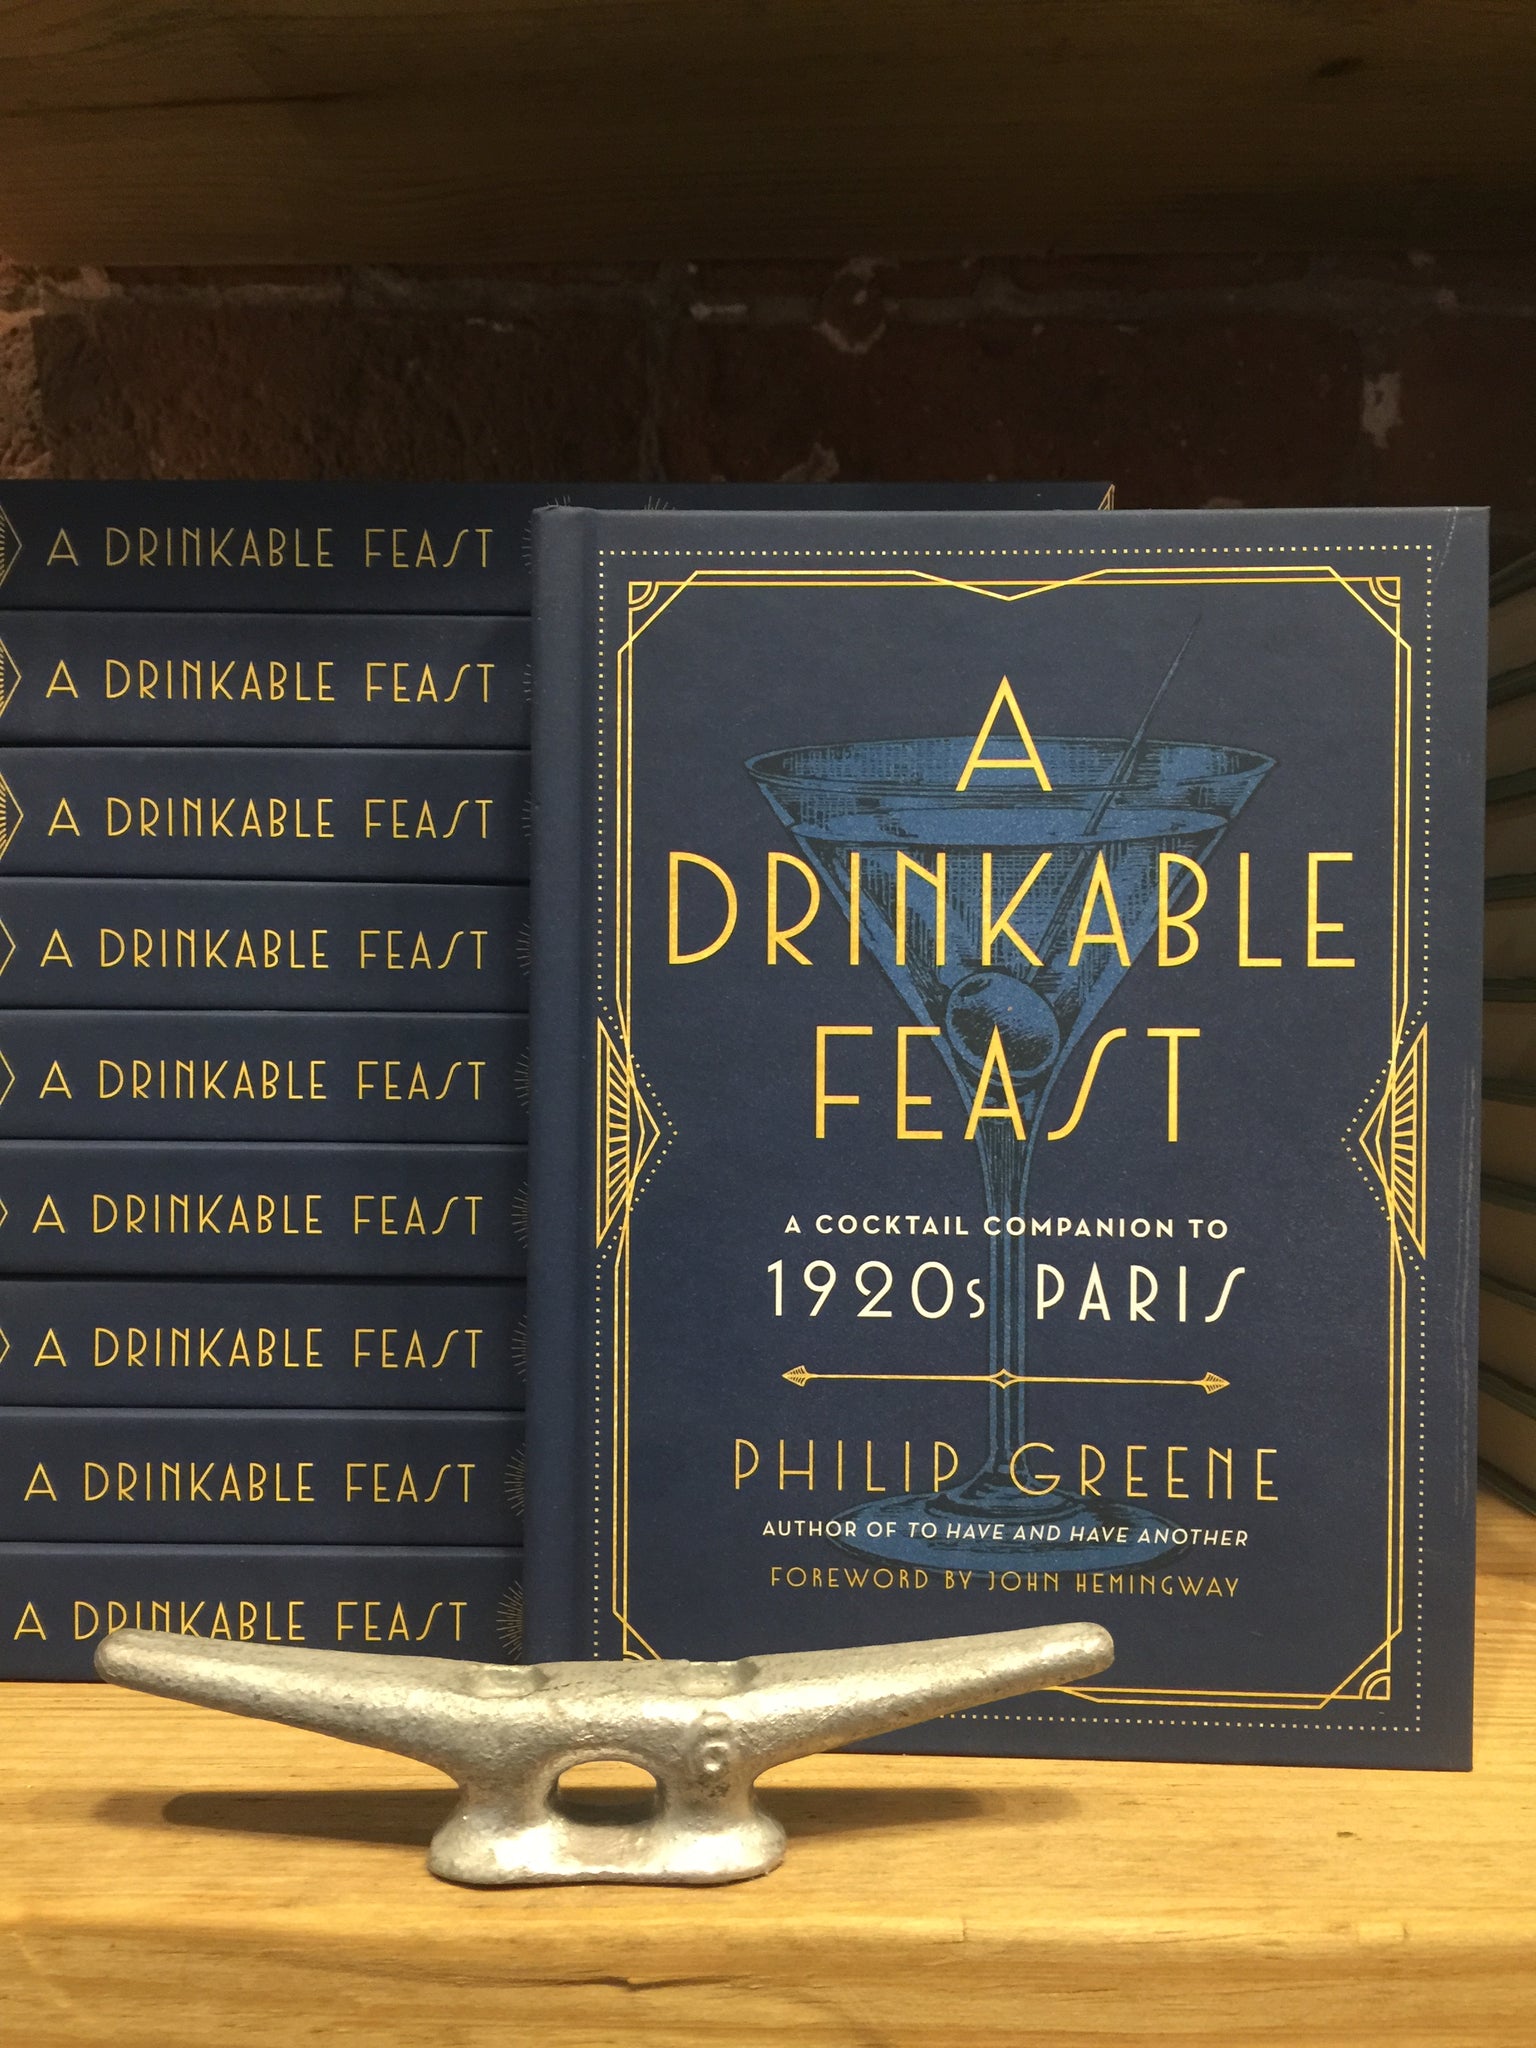 A DRINKABLE FEAST
A DRINKABLE FEAST
A DRINKABLE FEAST
A DRINKABLE FEAST
A DRINKABLE FEAST
A DRINKABLE FEAST
A DRINKABLE FEAST
A DRINKABLE FEAST
A DRINKABLE FEAST
A
DRINKABLE
FEAST
A COCKTAIL COMPANION TO
1920s PARIS
PHILIP GREENE
AUTHOR OF TO HAVE AND HAVE ANOTHER
FOREWORD BY JOHN HEMINGWAY